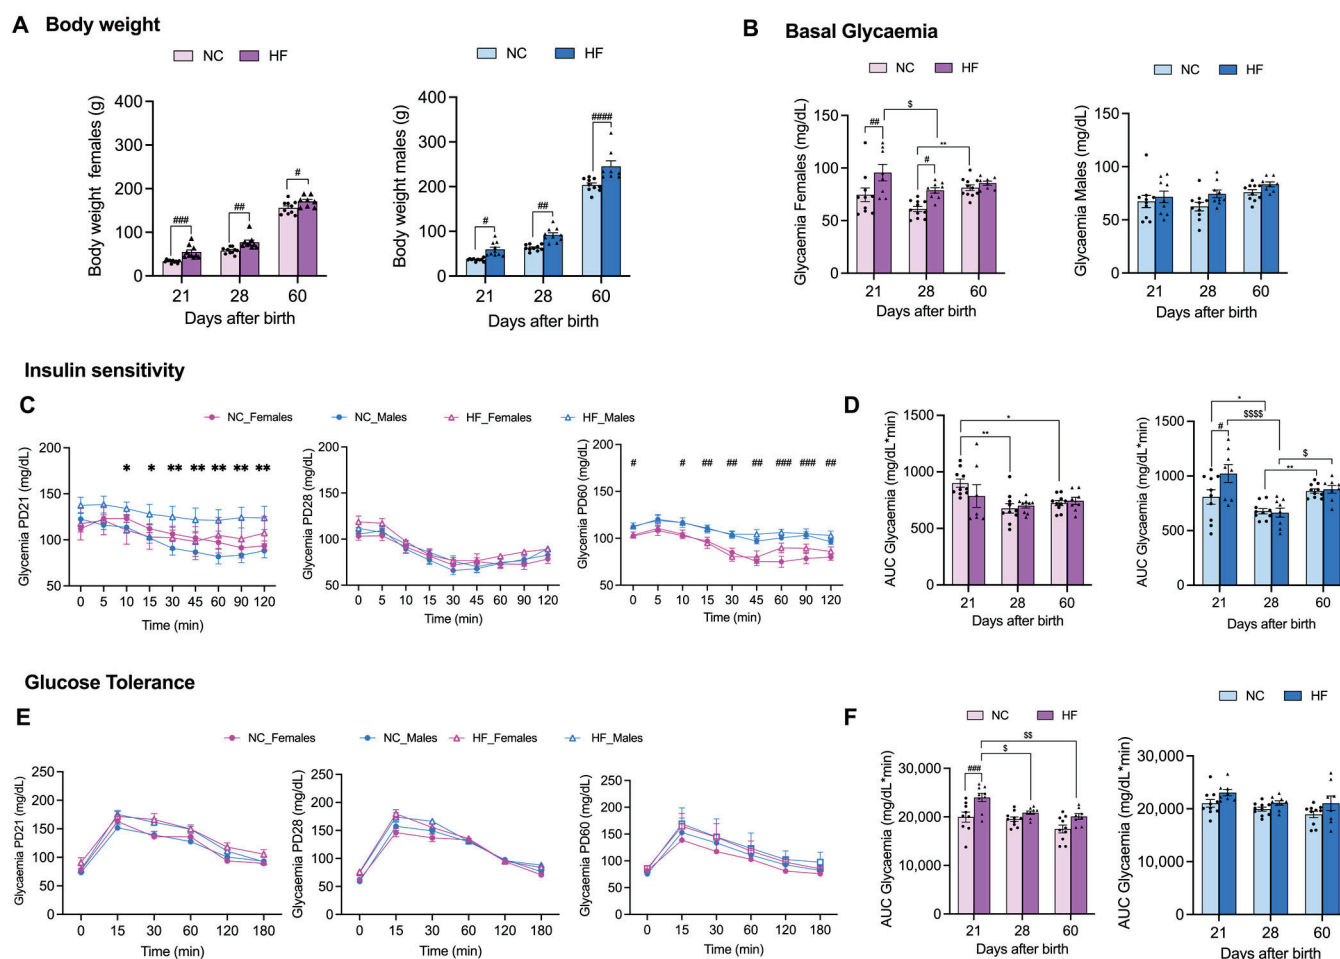 A Body weight
NC HF
Body weight females (g)
400
300
200
100
0
### ## #
21 28 60
Days after birth
NC HF
Body weight males (g)
400
300
200
100
0
# ## ####
21 28 60
Days after birth
B Basal Glycaemia
NC HF
Glycaemia Females (mg/dL)
150
100
50
0
## $ # **
21 28 60
Days after birth
NC HF
Glycaemia Males (mg/dL)
150
100
50
0
21 28 60
Days after birth
Insulin sensitivity
C
NC_Females NC_Males HF_Females HF_Males
Glycemia PD21 (mg/dL)
200
150
100
50
* * ** ** ** ** **
0 5 10 15 30 45 60 90 120
Time (min)
Glycemia PD28 (mg/dL)
200
150
100
50
0 5 10 15 30 45 60 90 120
Time (min)
Glycemia PD60 (mg/dL)
200
150
100
50
# # ## ## ## ### ### ##
0 5 10 15 30 45 60 90 120
Time (min)
D
AUC Glycaemia (mg/dL*min)
1500
1000
500
0
*
**
21 28 60
Days after birth
AUC Glycaemia (mg/dL*min)
1500
1000
500
0
*
$$$$
#
$
**
21 28 60
Days after birth
Glucose Tolerance
E
NC_Females NC_Males HF_Females HF_Males
Glycaemia PD21 (mg/dL)
250
200
150
100
50
0
0 15 30 60 120 180
Time (min)
Glycaemia PD28 (mg/dL)
250
200
150
100
50
0
0 15 30 60 120 180
Time (min)
Glycaemia PD60 (mg/dL)
250
200
150
100
50
0
0 15 30 60 120 180
Time (min)
F
NC HF
AUC Glycaemia (mg/dL*min)
30,000
20,000
10,000
0
$$
$
###
21 28 60
Days after birth
NC HF
AUC Glycaemia (mg/dL*min)
30,000
20,000
10,000
0
21 28 60
Days after birth